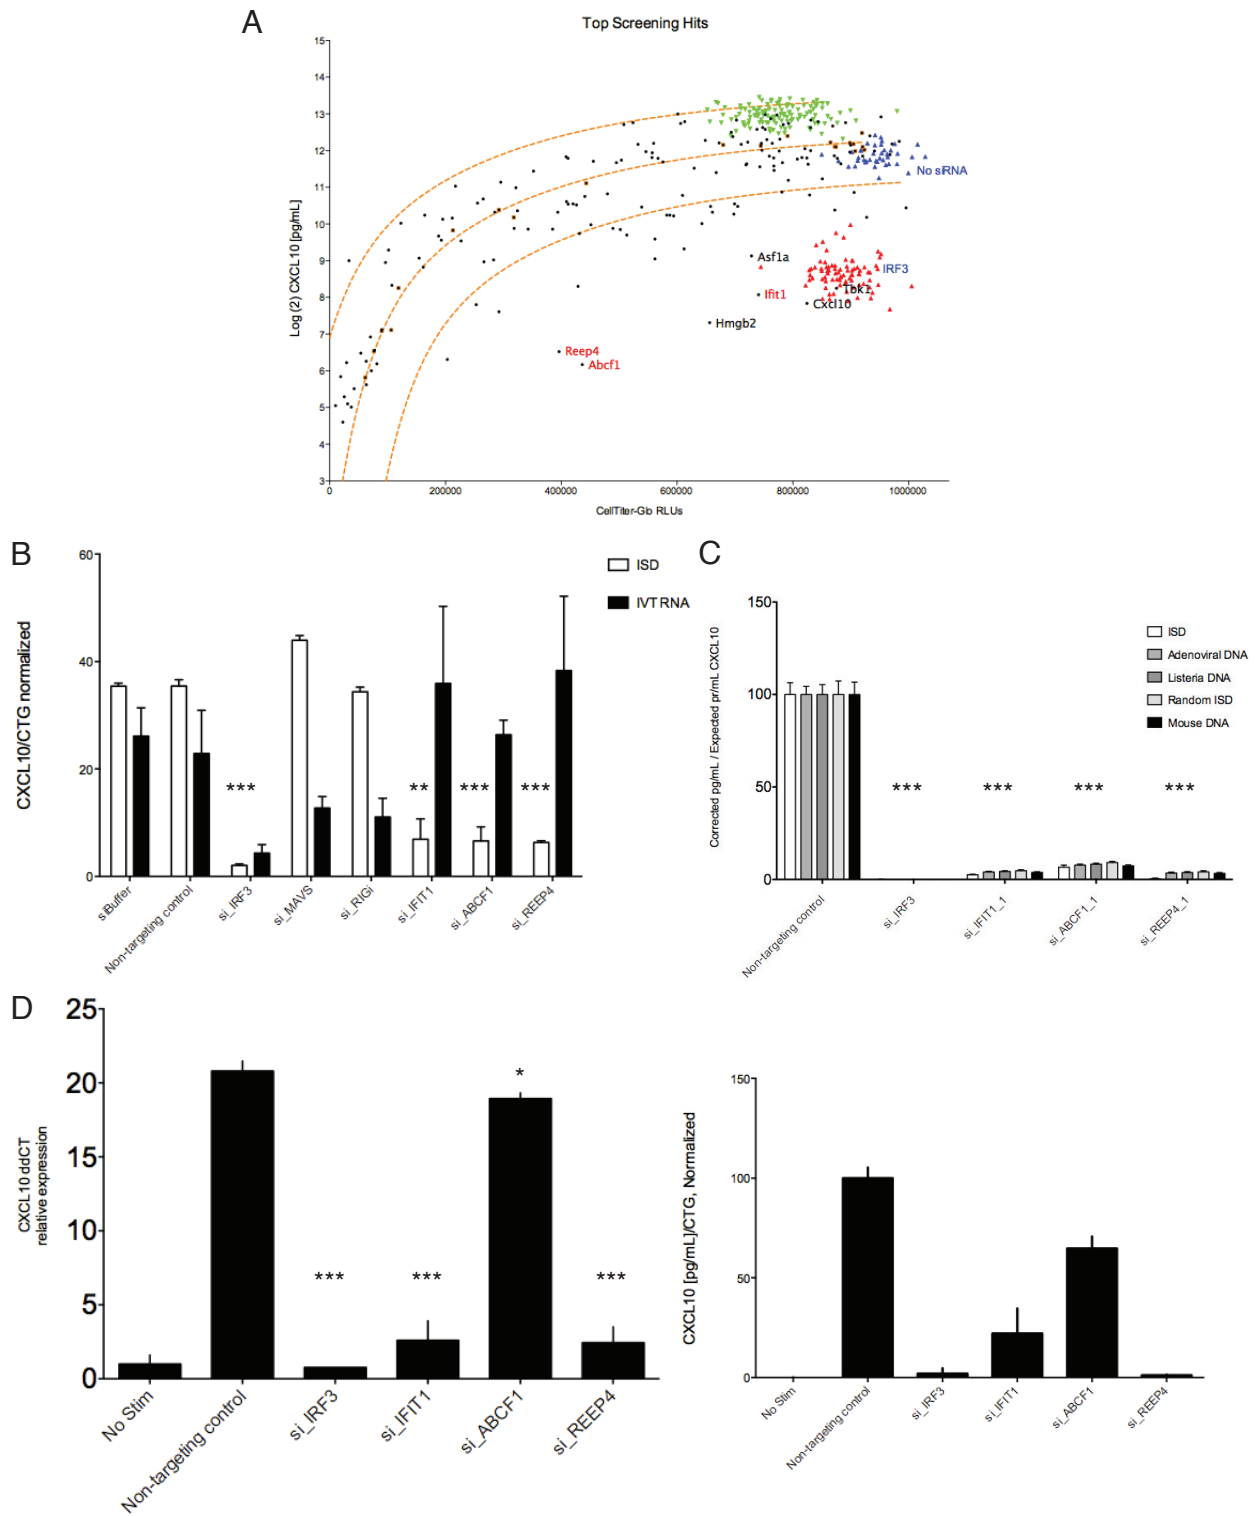 A
Top Screening Hits
Log (2) CXCL10 [pg/mL]
15
14
13
12
11
10
9
8
7
6
5
4
3
No siRNA
IRF3
Asf1a
Ifit1
Tbk1
Cxcl10
Hmgb2
Reep4
Abcf1
0
200000
400000
600000
800000
1000000
CellTiter-Glo RLUs
B
CXCL10/CTG normalized
60
40
20
0
ISD
IVT RNA
***
**
***
***
siBuffer
Non-targeting control
si_IRF3
si_MAVS
si_RIGi
si_IFIT1
si_ABCF1
si_REEP4
C
Corrected pg/mL / Expected pr/mL CXCL10
150
100
50
0
ISD
Adenoviral DNA
Listeria DNA
Random ISD
Mouse DNA
***
***
***
***
Non-targeting control
si_IRF3
si_IFIT1_1
si_ABCF1_1
si_REEP4_1
D
CXCL10 ddCT
relative expression
25
20
15
10
5
0
***
***
*
***
No Stim
Non-targeting control
si_IRF3
si_IFIT1
si_ABCF1
si_REEP4
CXCL10 [pg/mL]/CTG, Normalized
150
100
50
0
No Stim
Non-targeting control
si_IRF3
si_IFIT1
si_ABCF1
si_REEP4